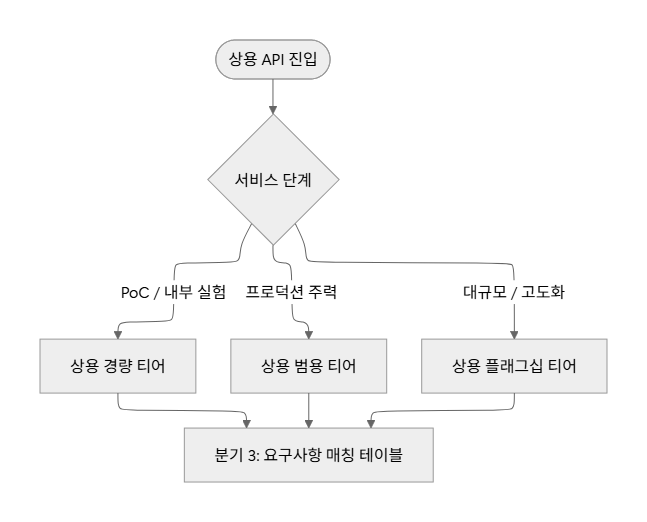 상용 API 진입
서비스 단계
PoC / 내부 실험
프로덕션 주력
대규모 / 고도화
상용 경량 티어
상용 범용 티어
상용 플래그십 티어
분기 3: 요구사항 매칭 테이블